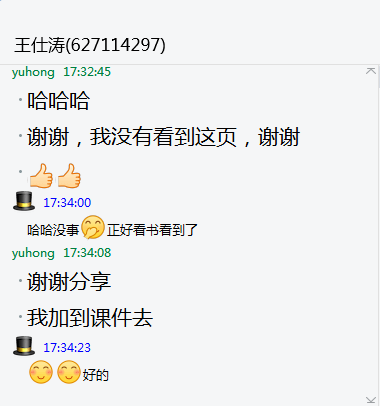 王仕涛(627114297)
yuhong 17:32:45
哈哈哈
谢谢，我没有看到这页，谢谢
17:34:00
哈哈没事正好看书看到了
yuhong 17:34:08
谢谢分享
我加到课件去
17:34:23
好的